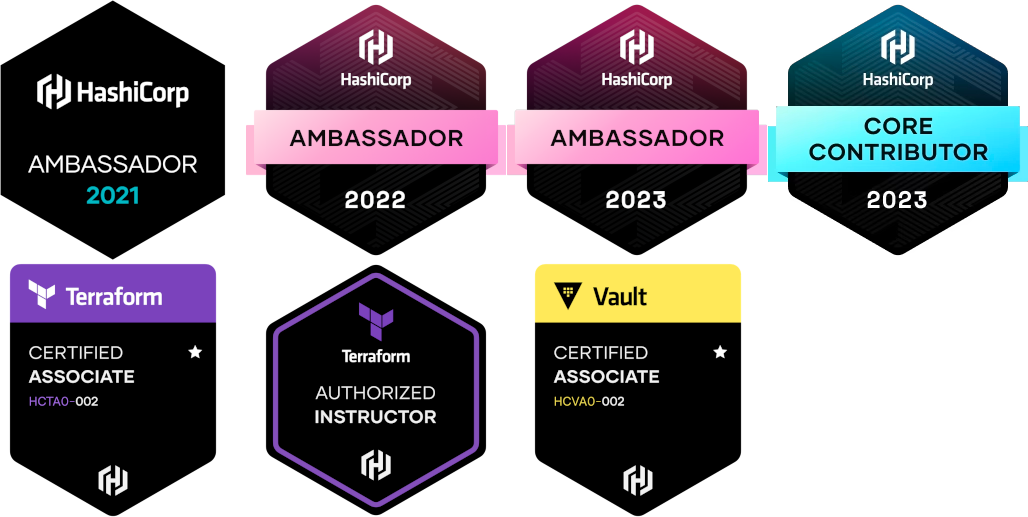 HashiCorp
AMBASSADOR
2021
HashiCorp
AMBASSADOR
2022
HashiCorp
AMBASSADOR
2023
HashiCorp
CORE
CONTRIBUTOR
2023
Terraform
CERTIFIED
ASSOCIATE
HCTA0-002
Terraform
AUTHORIZED
INSTRUCTOR
Vault
CERTIFIED
ASSOCIATE
HCVA0-002